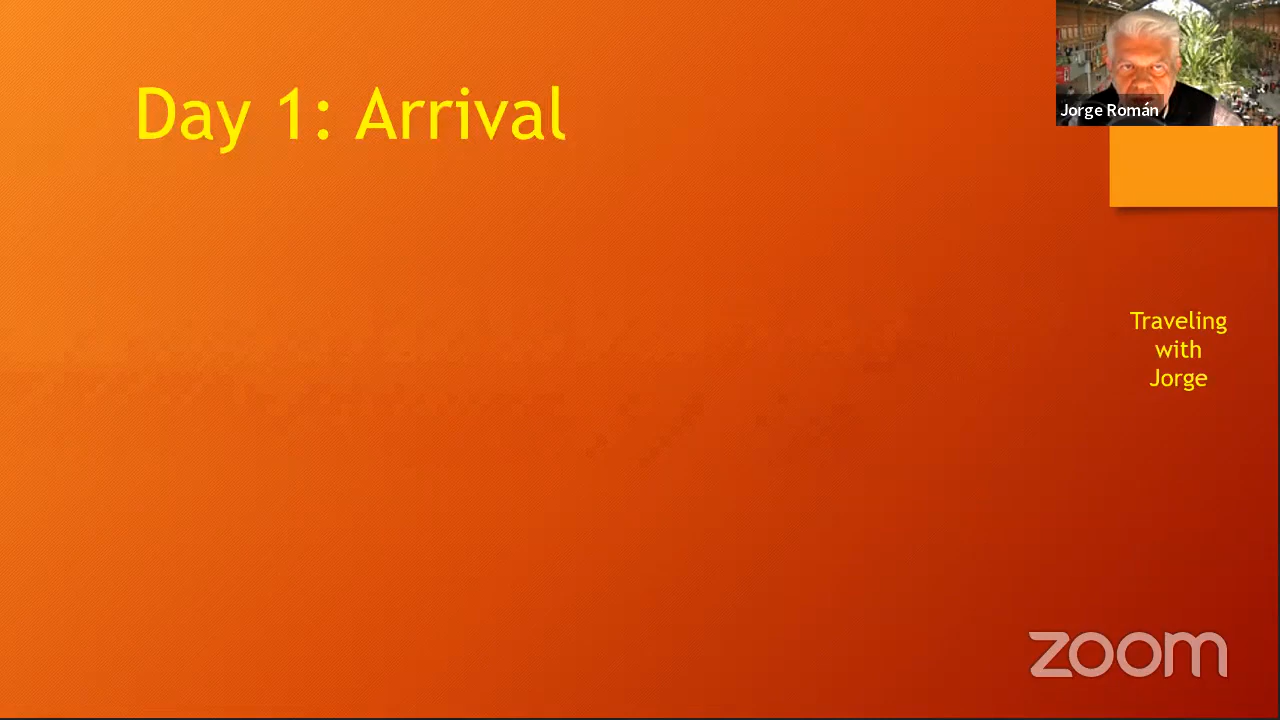 Day 1: Arrival
Jorge Román
Traveling
with
Jorge
zoom